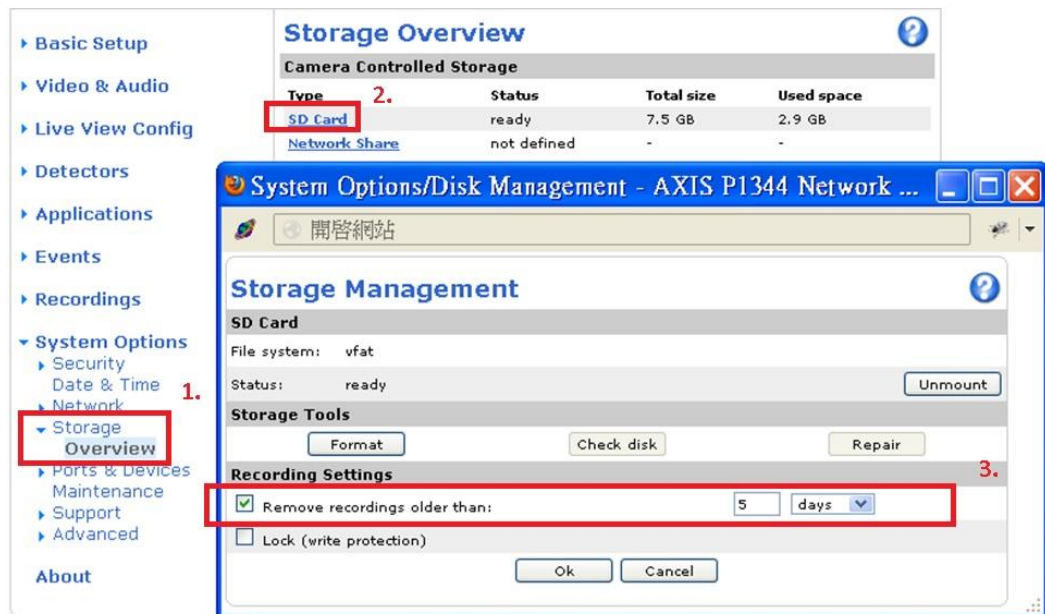 Basic Setup
Video & Audio
Live View Config
Detectors
Applications
Events
Recordings
System Options
Security
Date & Time
1.
Network
Storage
Overview
Ports & Devices
Maintenance
Support
Advanced
About
Storage Overview
Camera Controlled Storage
Type Status Total size Used space
2.
SD Card ready 7.5 GB 2.9 GB
Network Share not defined - -
System Options/Disk Management - AXIS P1344 Network ...
開啓網站
Storage Management
SD Card
File system: vfat
Status: ready Unmount
Storage Tools
Format Check disk Repair
Recording Settings
3.
Remove recordings older than: 5 days
Lock (write protection)
Ok Cancel